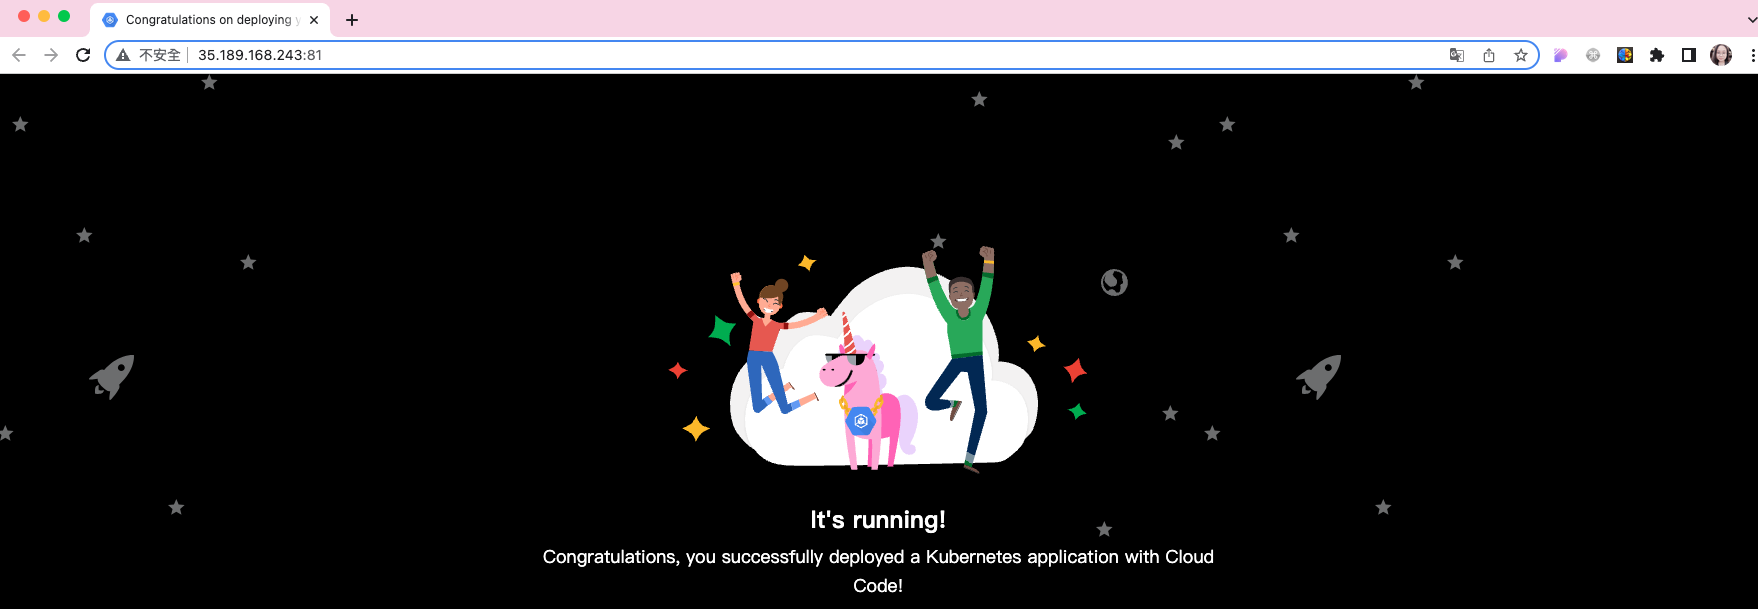 Congratulations on deploying y
不安全
35.189.168.243:81
It's running!
Congratulations, you successfully deployed a Kubernetes application with Cloud
Code!